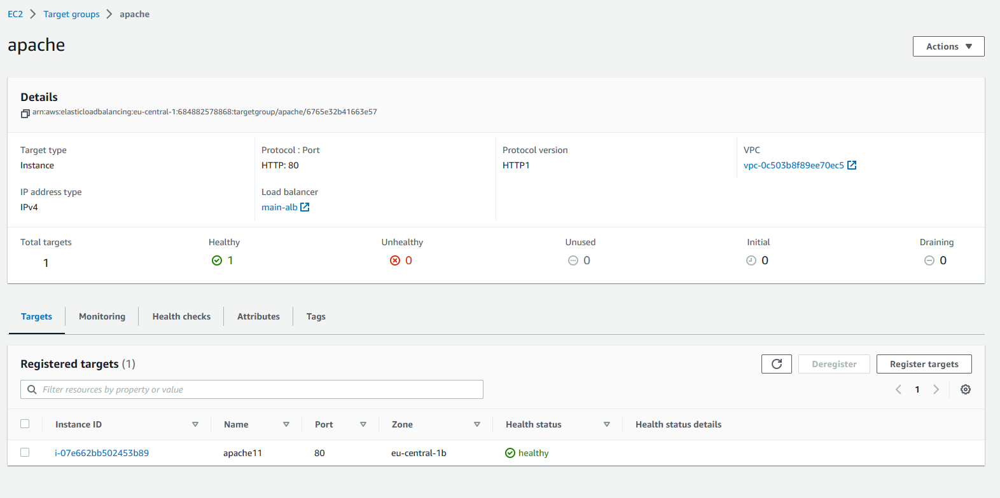 EC2 > Target groups > apache
apache
Actions
Details
arn:aws:elasticloadbalancing:eu-central-1:684882578868:targetgroup/apache/6765e32b41663e57
Target type
Instance
Protocol : Port
HTTP: 80
Protocol version
HTTP1
VPC
vpc-0c503b8f89ee70ec5
IP address type
IPv4
Load balancer
main-alb
Total targets
1
Healthy
1
Unhealthy
0
Unused
0
Initial
0
Draining
0
Targets Monitoring Health checks Attributes Tags
Registered targets (1)
Deregister
Register targets
Filter resources by property or value
1
Instance ID Name Port Zone Health status Health status details
i-07e662bb502453b89 apache11 80 eu-central-1b healthy